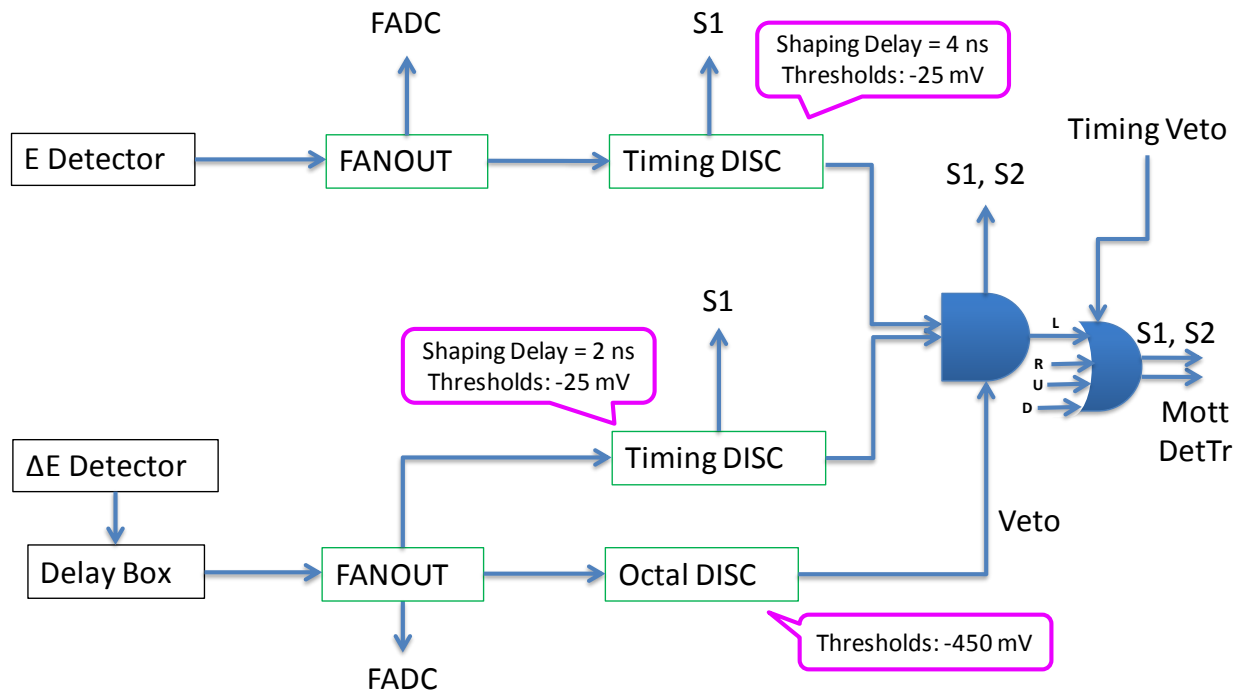 FADC
S1
Shaping Delay = 4 ns
Thresholds: -25 mV
E Detector
FANOUT
Timing DISC
Timing Veto
S1, S2
S1
Shaping Delay = 2 ns
Thresholds: -25 mV
L
R
U
D
S1, S2
Mott
DetTr
ΔE Detector
Timing DISC
Veto
Delay Box
FANOUT
Octal DISC
Thresholds: -450 mV
FADC